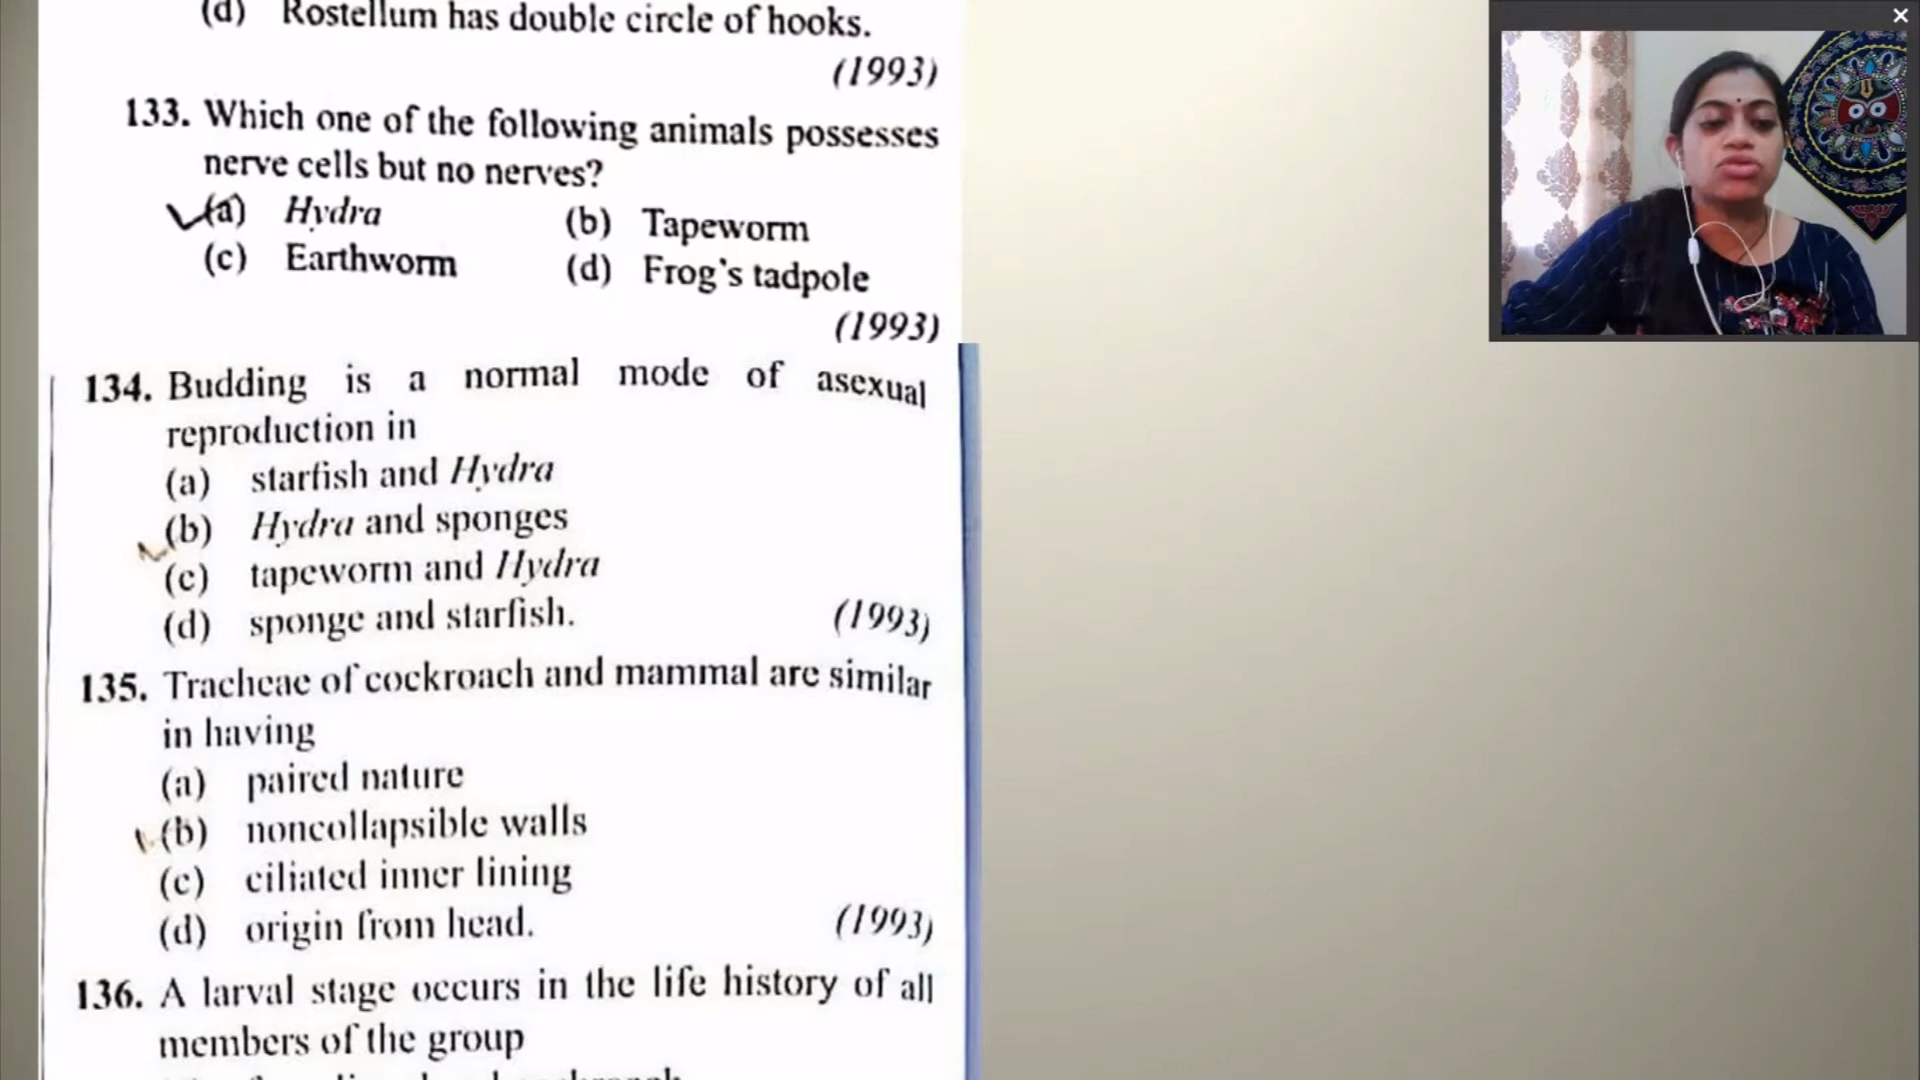 (d) Rostellum has double circle of hooks.
(1993)
133. Which one of the following animals possesses
nerve cells but no nerves?
(a) Hydra (b) Tapeworm
(c) Earthworm (d) Frog's tadpole
(1993)
134. Budding is a normal mode of asexual
reproduction in
(a) starfish and Hydra
(b) Hydra and sponges
(c) tapeworm and Hydra
(d) sponge and starfish. (1993)
135. Tracheae of cockroach and mammal are similar
in having
(a) paired nature
(b) noncollapsible walls
(c) ciliated inner lining
(d) origin from head. (1993)
136. A larval stage occurs in the life history of all
members of the group